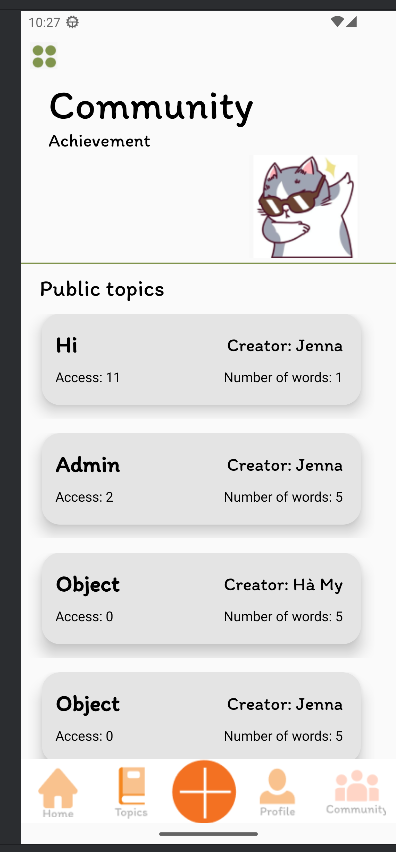 10:27
Community
Achievement
Public topics
Hi
Creator: Jenna
Access: 11
Number of words: 1
Admin
Creator: Jenna
Access: 2
Number of words: 5
Object
Creator: Hà My
Access: 0
Number of words: 5
Object
Creator: Jenna
Access: 0
Number of words: 5
Home
Topics
Profile
Community